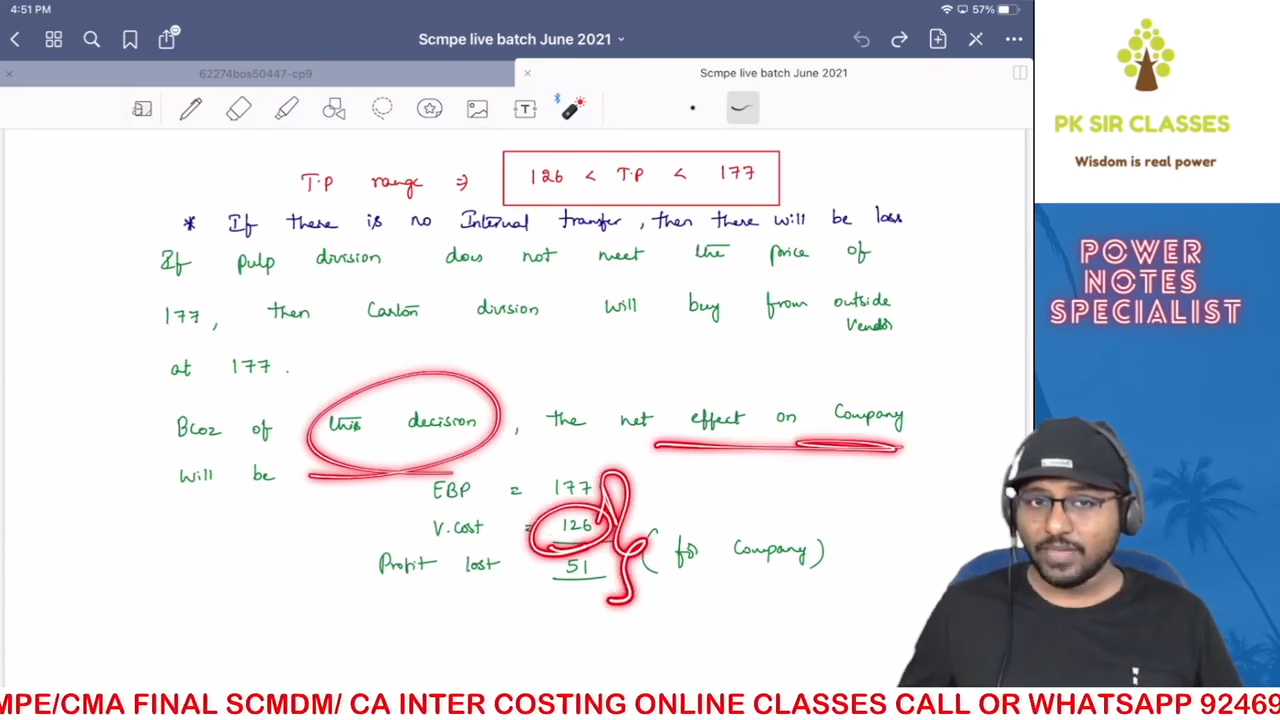 4:51 PM
57%
Scmpe live batch June 2021
62274bos50447-cp9
Scmpe live batch June 2021
T
PK SIR CLASSES
Wisdom is real power
POWER
NOTES
SPECIALIST
T.P range ⇒ 126 < T.P < 177
* If there is no Internal transfer, then there will be loss
If pulp division does not meet the price of
177, then Carton division will buy from outside
vendor
at 177.
Bcoz of this decision, the net effect on Company
will be
EBP = 177
V.cost = 126
Profit lost 51 (for Company)
MPE/CMA FINAL SCMDM/ CA INTER COSTING ONLINE CLASSES CALL OR WHATSAPP 92469